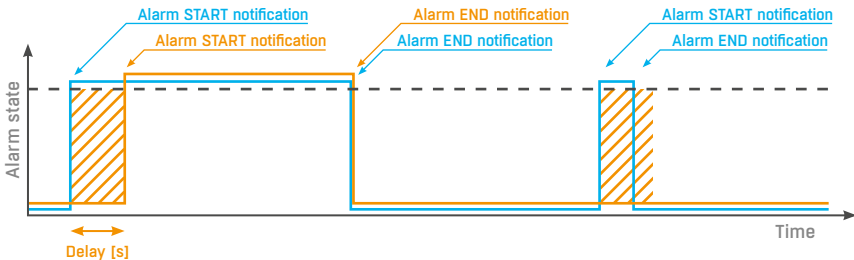 Alarm START notification
Alarm END notification
Alarm START notification
Alarm START notification
Alarm END notification
Alarm END notification
Alarm state
Time
Delay [s]